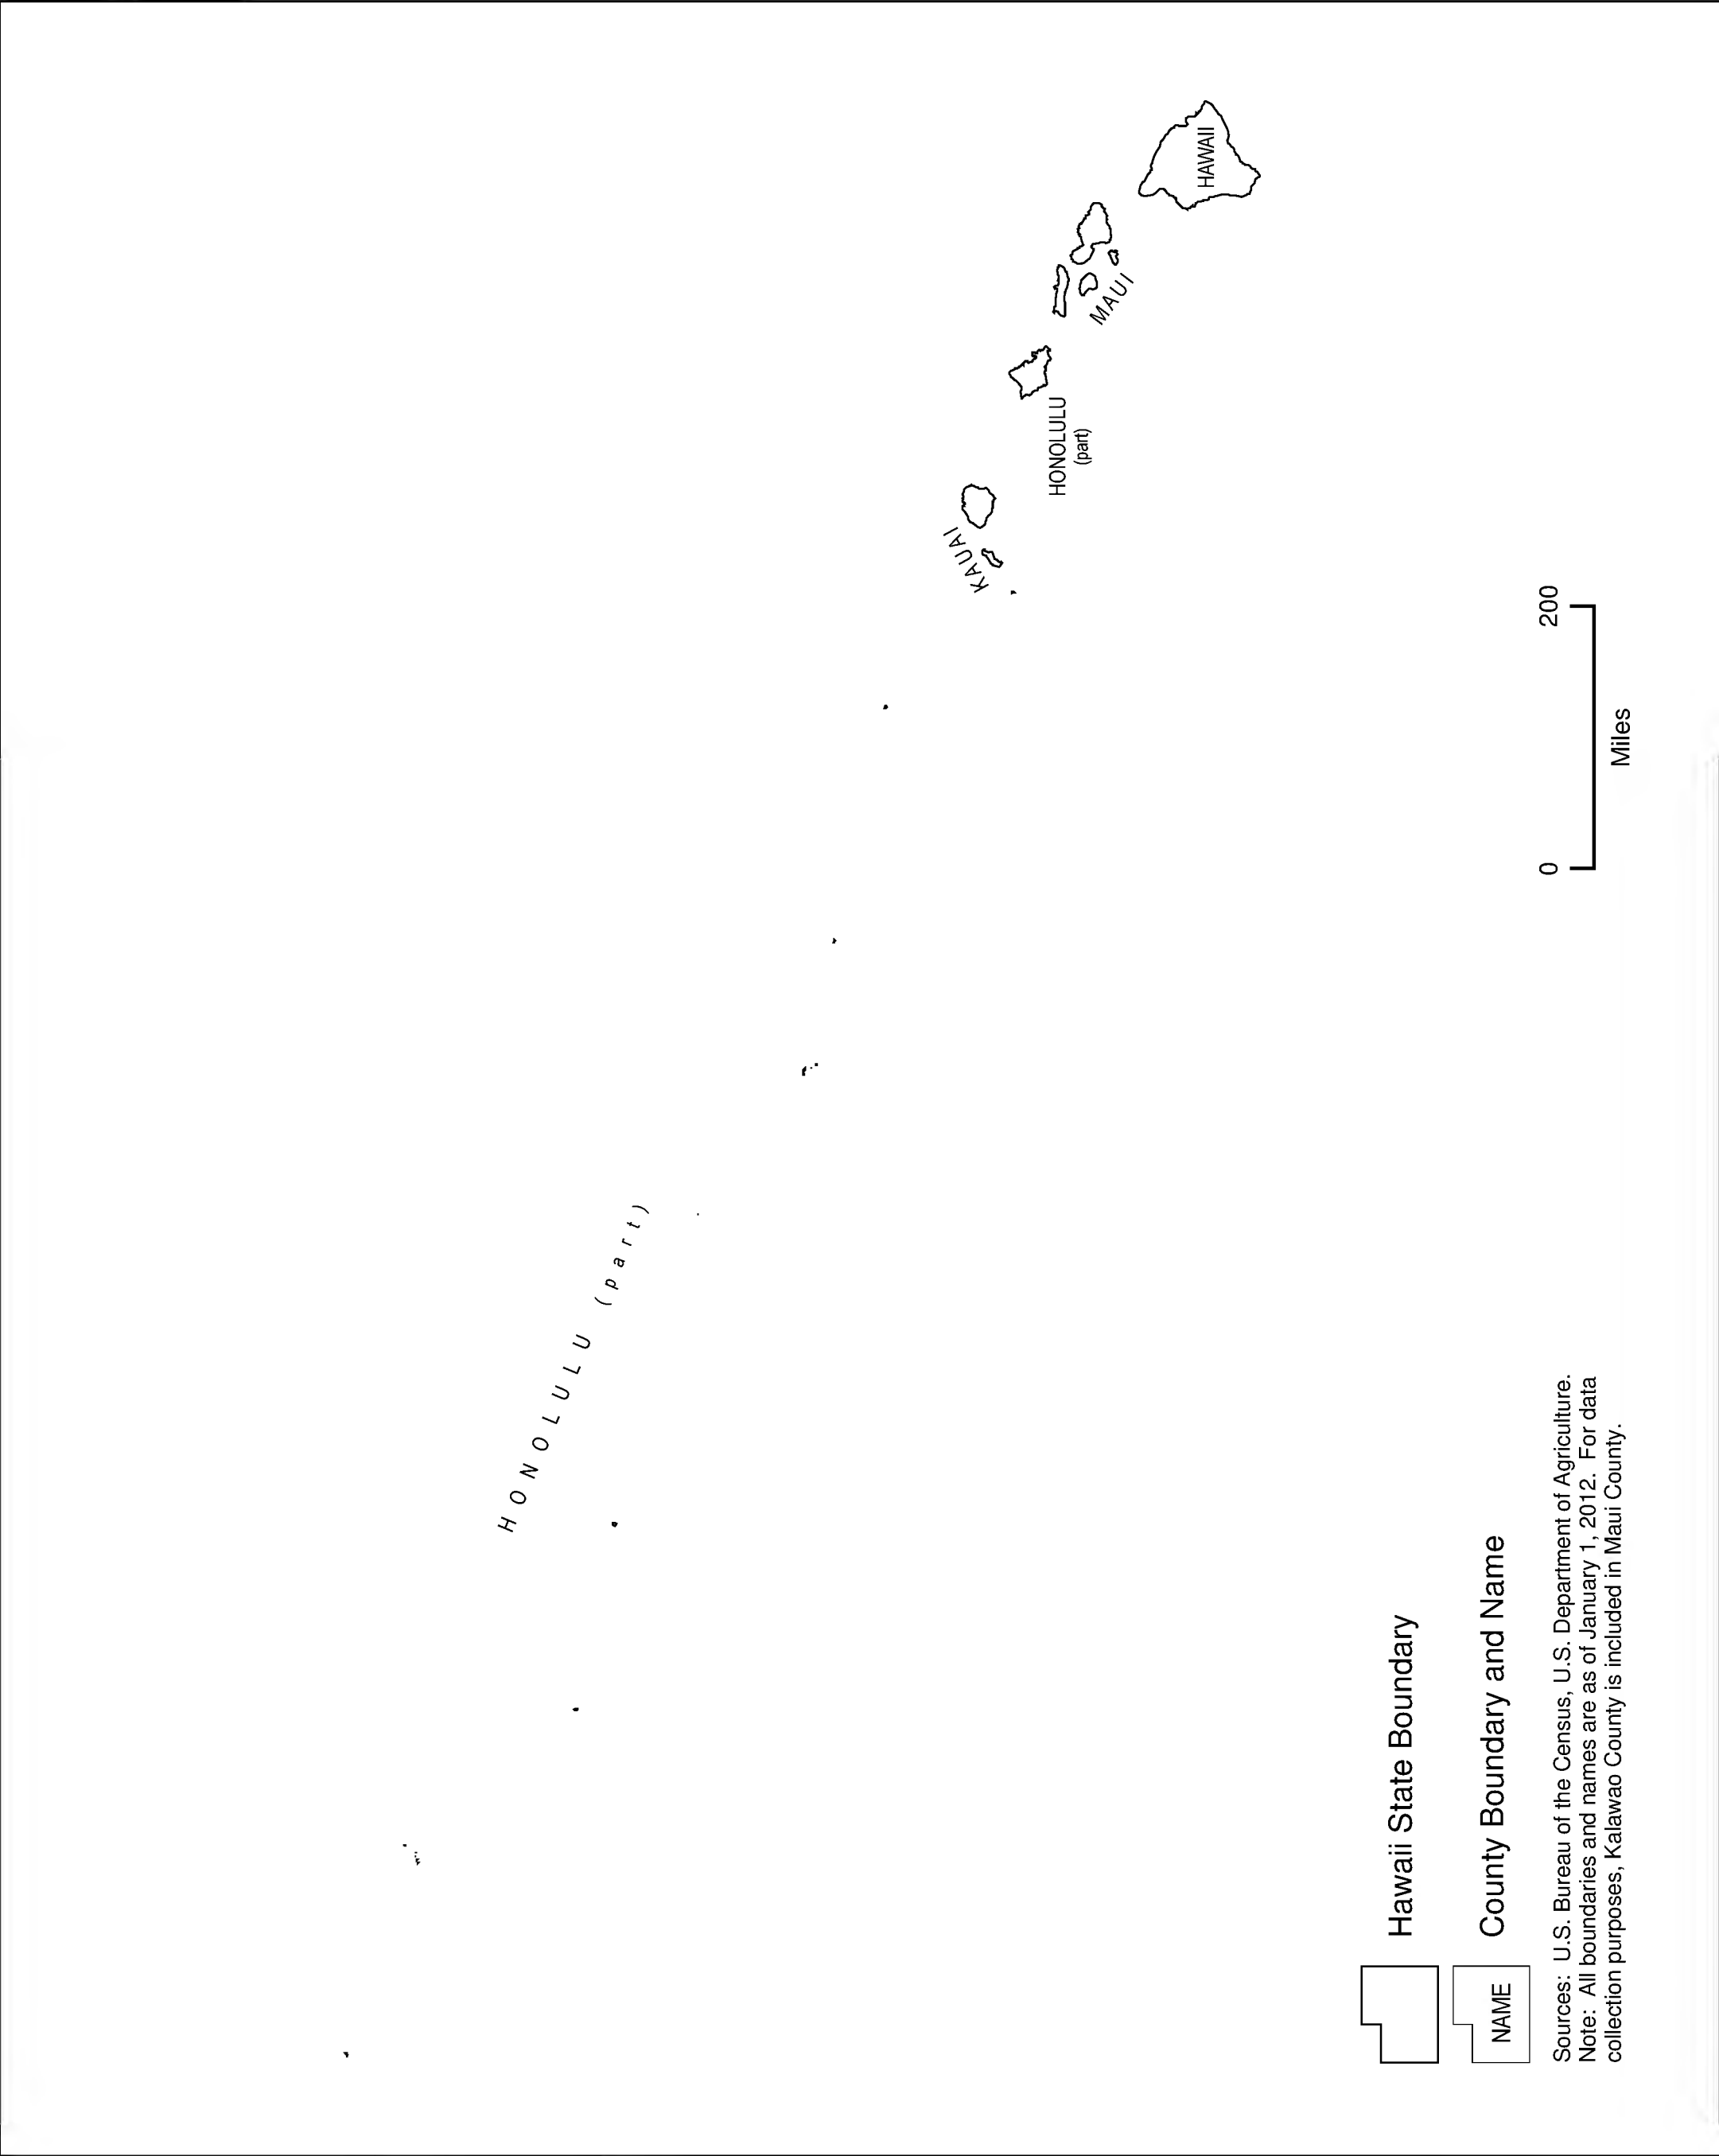 HONOLULU (part)
KAUAI
HONOLULU
(part)
MAUI
HAWAII
Hawaii State Boundary
NAME
County Boundary and Name
0
200
Miles
Sources: U.S. Bureau of the Census, U.S. Department of Agriculture.
Note: All boundaries and names are as of January 1, 2012. For data
collection purposes, Kalawao County is included in Maui County.